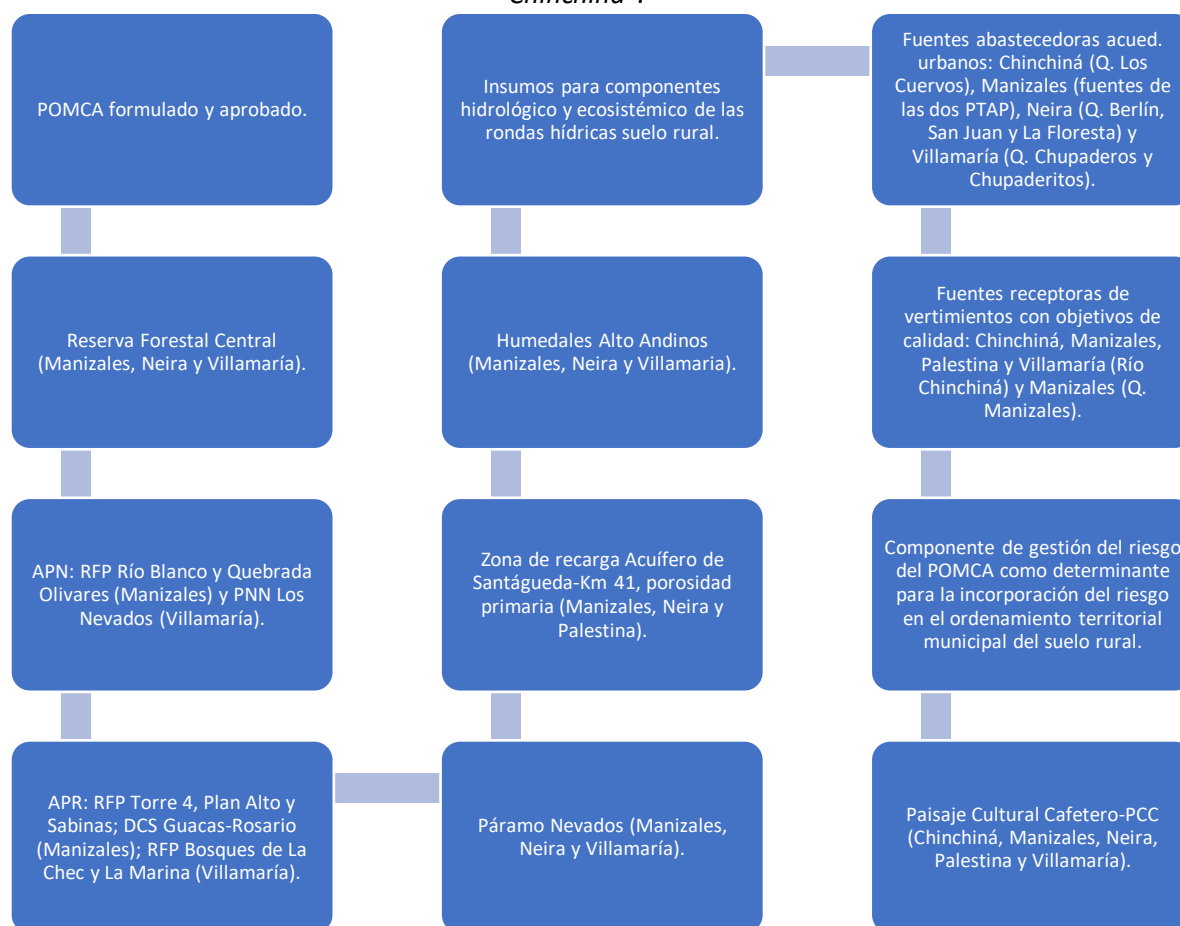 Chinchiná".
POMCA formulado y aprobado.
Reserva Forestal Central
(Manizales, Neira y Villamaría).
APN: RFP Río Blanco y Quebrada
Olivares (Manizales) y PNN Los
Nevados (Villamaría).
APR: RFP Torre 4, Plan Alto y
Sabinas; DCS Guacas-Rosario
(Manizales); RFP Bosques de La
Chec y La Marina (Villamaría).
Páramo Nevados (Manizales,
Neira y Villamaría).
Zona de recarga Acuífero de
Santágueda-Km 41, porosidad
primaria (Manizales, Neira y
Palestina).
Humedales Alto Andinos
(Manizales, Neira y Villamaria).
Insumos para componentes
hidrológico y ecosistémico de las
rondas hídricas suelo rural.
Fuentes abastecedoras acued.
urbanos: Chinchiná (Q. Los
Cuervos), Manizales (fuentes de
las dos PTAP), Neira (Q. Berlín,
San Juan y La Floresta) y
Villamaría (Q. Chupaderos y
Chupaderitos).
Fuentes receptoras de
vertimientos con objetivos de
calidad: Chinchiná, Manizales,
Palestina y Villamaría (Río
Chinchiná) y Manizales (Q.
Manizales).
Componente de gestión del riesgo
del POMCA como determinante
para la incorporación del riesgo
en el ordenamiento territorial
municipal del suelo rural.
Paisaje Cultural Cafetero-PCC
(Chinchiná, Manizales, Neira,
Palestina y Villamaría).